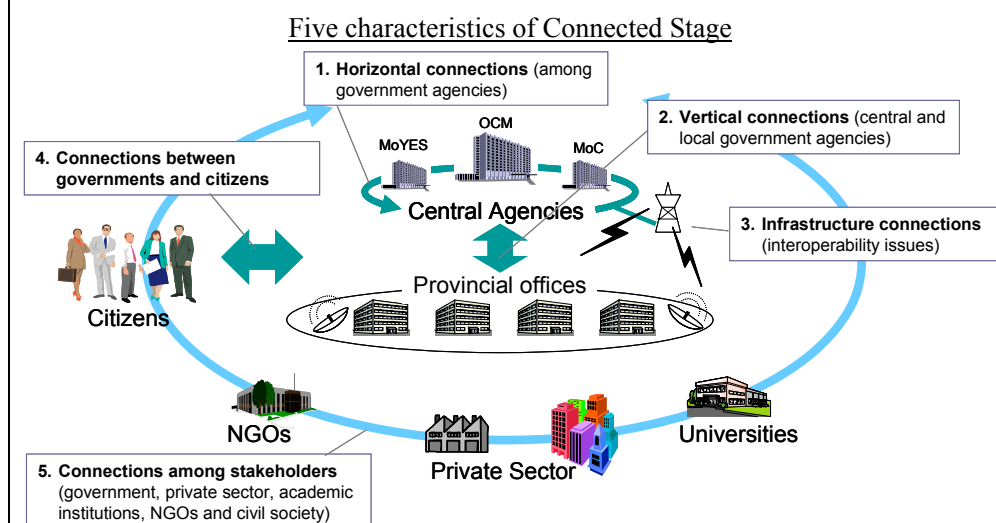 Five characteristics of Connected Stage
1. Horizontal connections (among
government agencies)
2. Vertical connections (central and
local government agencies)
OCM
MoYES
MoC
4. Connections between
governments and citizens
Central Agencies
3. Infrastructure connections
(interoperability issues)
Provincial offices
Citizens
NGOs
Universities
Private Sector
5. Connections among stakeholders
(government, private sector, academic
institutions, NGOs and civil society)